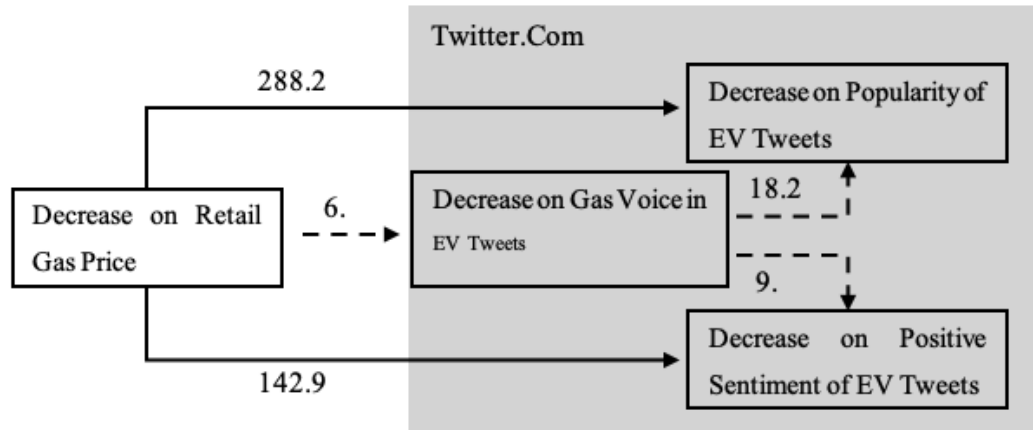 Twitter.Com
288.2
Decrease on Popularity of
EV Tweets
Decrease on Retail
Gas Price
6.
Decrease on Gas Voice in
EV Tweets
18.2
9.
Decrease on Positive
Sentiment of EV Tweets
142.9